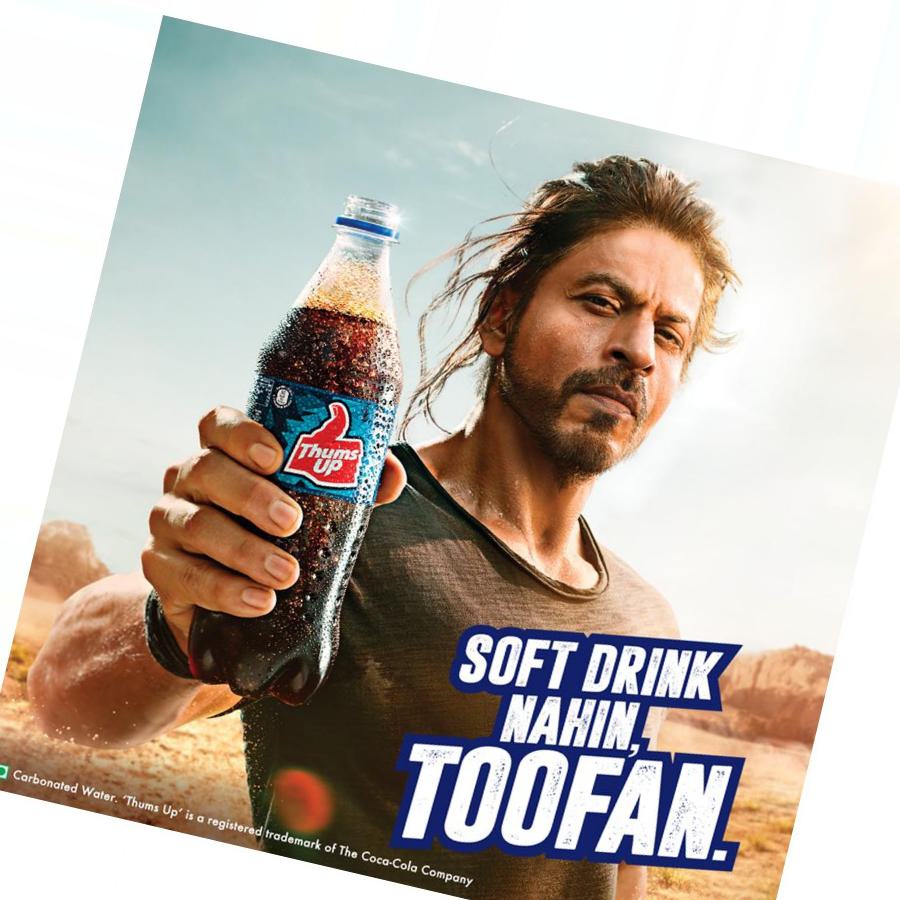 Thums
UP
SOFT DRINK
NAHIN,
TOOFAN.
Carbonated Water. 'Thums Up' is a registered trademark of The Coca-Cola Company